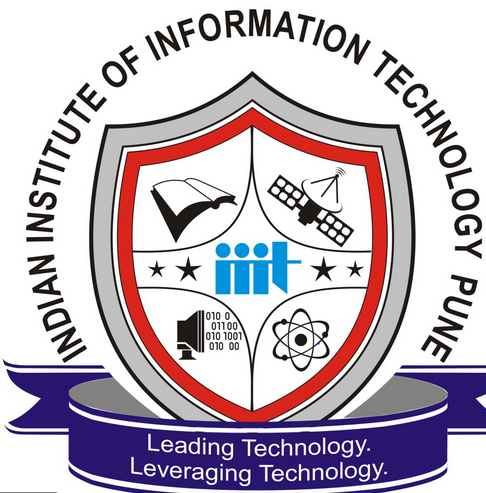 INDIAN INSTITUTE OF INFORMATION TECHNOLOGY PUNE
iiit
010 0
01100
010 1001
010 00
Leading Technology.
Leveraging Technology.